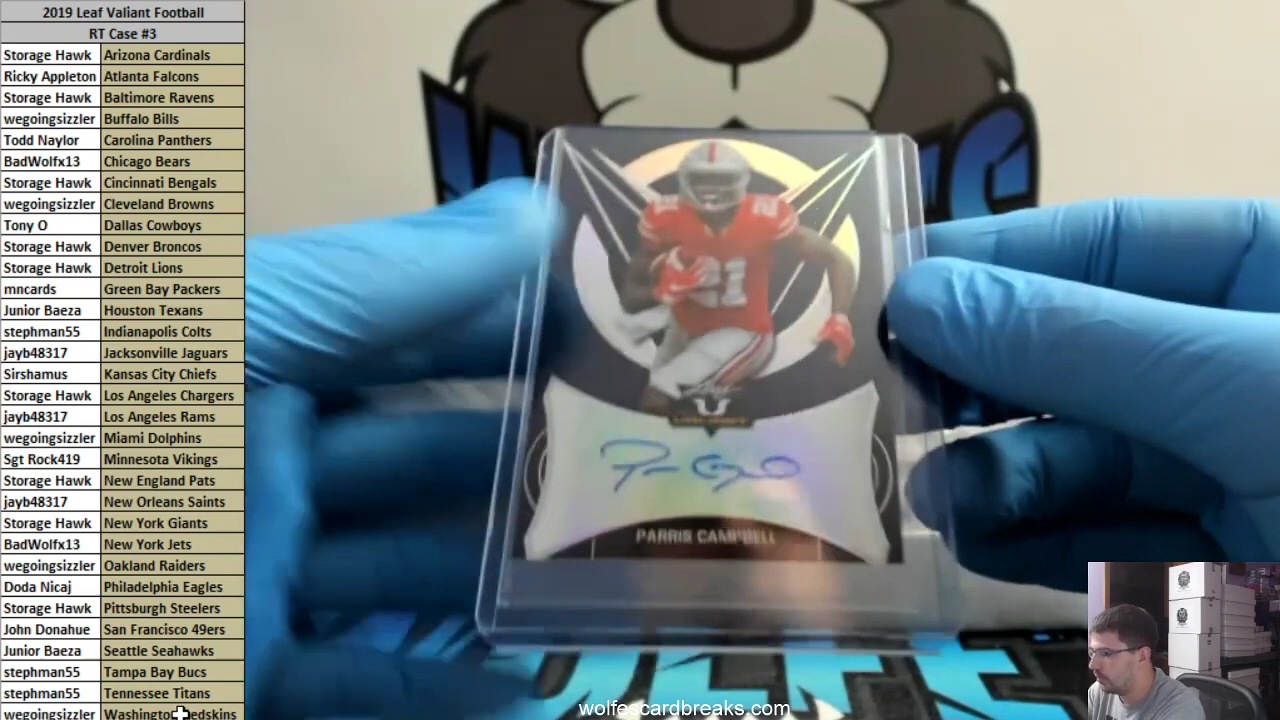 2019 Leaf Valiant Football
RT Case #3
Storage Hawk Arizona Cardinals
Ricky Appleton Atlanta Falcons
Storage Hawk Baltimore Ravens
wegoingsizzler Buffalo Bills
Todd Naylor Carolina Panthers
BadWolfx13 Chicago Bears
Storage Hawk Cincinnati Bengals
wegoingsizzler Cleveland Browns
Tony O Dallas Cowboys
Storage Hawk Denver Broncos
Storage Hawk Detroit Lions
mncards Green Bay Packers
Junior Baeza Houston Texans
stephman55 Indianapolis Colts
jayb48317 Jacksonville Jaguars
Sirshamus Kansas City Chiefs
Storage Hawk Los Angeles Chargers
jayb48317 Los Angeles Rams
wegoingsizzler Miami Dolphins
Sgt Rock419 Minnesota Vikings
Storage Hawk New England Pats
jayb48317 New Orleans Saints
Storage Hawk New York Giants
BadWolfx13 New York Jets
wegoingsizzler Oakland Raiders
Doda Nicaj Philadelphia Eagles
Storage Hawk Pittsburgh Steelers
John Donahue San Francisco 49ers
Junior Baeza Seattle Seahawks
stephman55 Tampa Bay Bucs
stephman55 Tennessee Titans
wegoingsizzler
21
21
PARRIS CAMPBELL
wolfescardbreaks.com